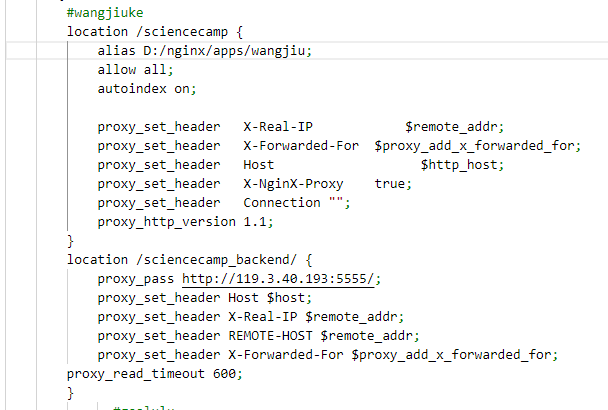 #wangjiuke
location /sciencecamp {
alias D:/nginx/apps/wangjiu;
allow all;
autoindex on;
proxy_set_header X-Real-IP $remote_addr;
proxy_set_header X-Forwarded-For $proxy_add_x_forwarded_for;
proxy_set_header Host $http_host;
proxy_set_header X-NginX-Proxy true;
proxy_set_header Connection "";
proxy_http_version 1.1;
}
location /sciencecamp_backend/ {
proxy_pass http://119.3.40.193:5555/;
proxy_set_header Host $host;
proxy_set_header X-Real-IP $remote_addr;
proxy_set_header REMOTE-HOST $remote_addr;
proxy_set_header X-Forwarded-For $proxy_add_x_forwarded_for;
proxy_read_timeout 600;
}